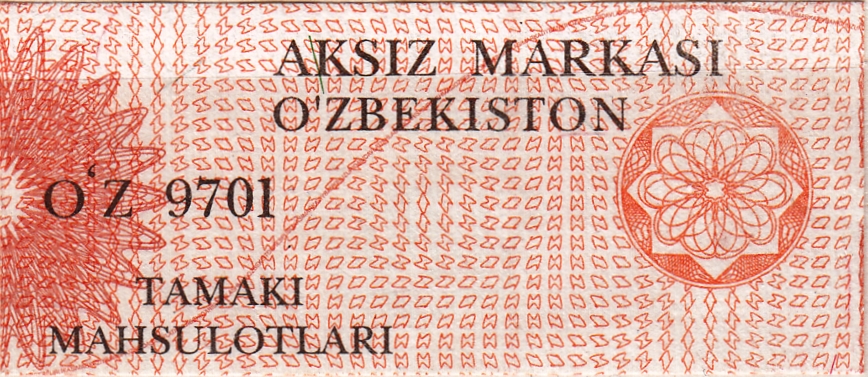 AKSIZ MARKASI
O'ZBEKISTON
O‘Z 9701
TAMAKI
MAHSULOTLARI